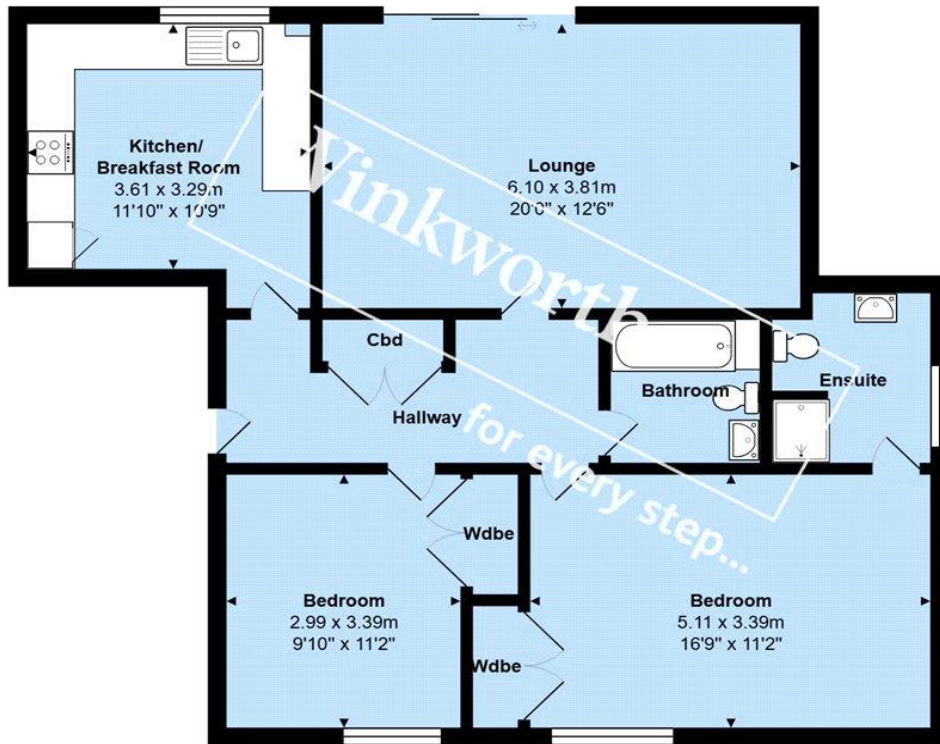 Kitchen/
Breakfast Room
3.61 x 3.29m
11'10" x 10'9"
Lounge
6.10 x 3.81m
20'0" x 12'6"
Winkworth
for every step...
Cbd
Hallway
Bathroom
Ensuite
Wdbe
Bedroom
2.99 x 3.39m
9'10" x 11'2"
Wdbe
Bedroom
5.11 x 3.39m
16'9" x 11'2"